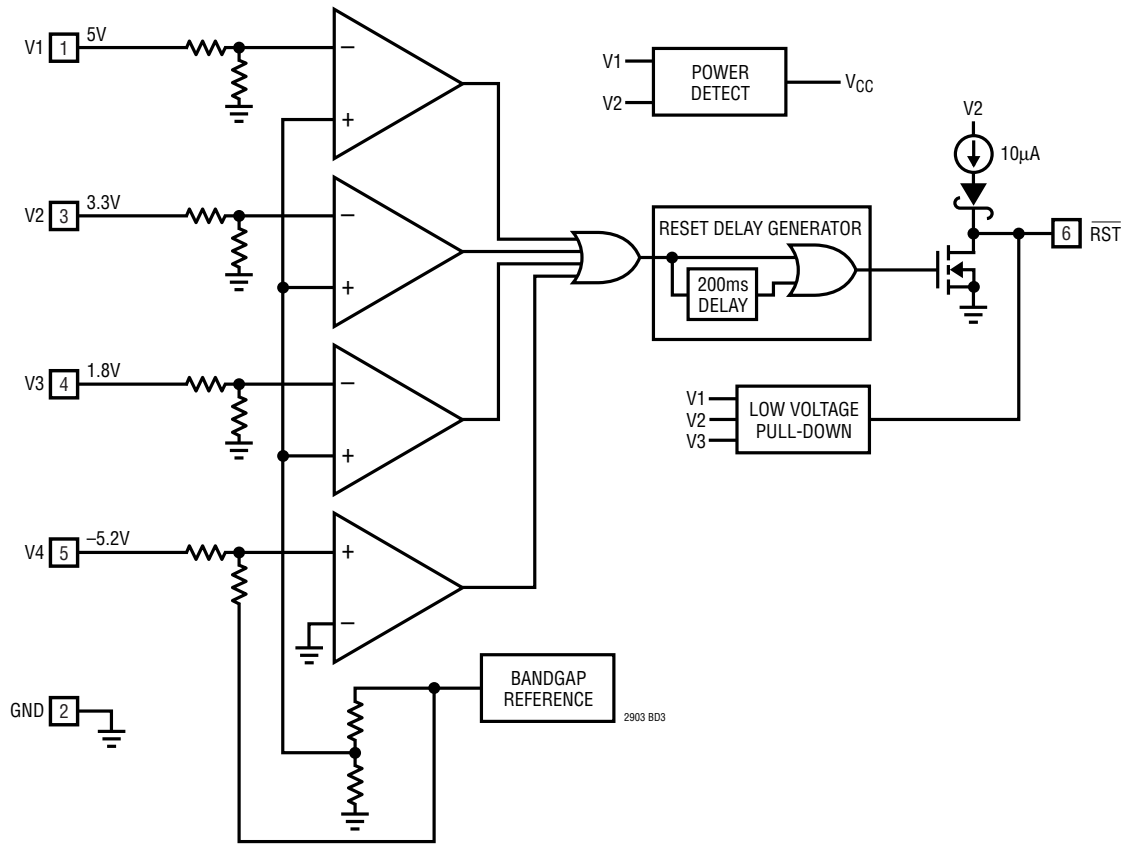 V1 1 5V
–
+
V2 3 3.3V
–
+
V3 4 1.8V
–
+
V4 5 –5.2V
+
–
GND 2
BANDGAP
REFERENCE
2903 BD3
V1
V2
POWER
DETECT
VCC
RESET DELAY GENERATOR
200ms
DELAY
V2
10µA
6 RST
V1
V2
V3
LOW VOLTAGE
PULL-DOWN